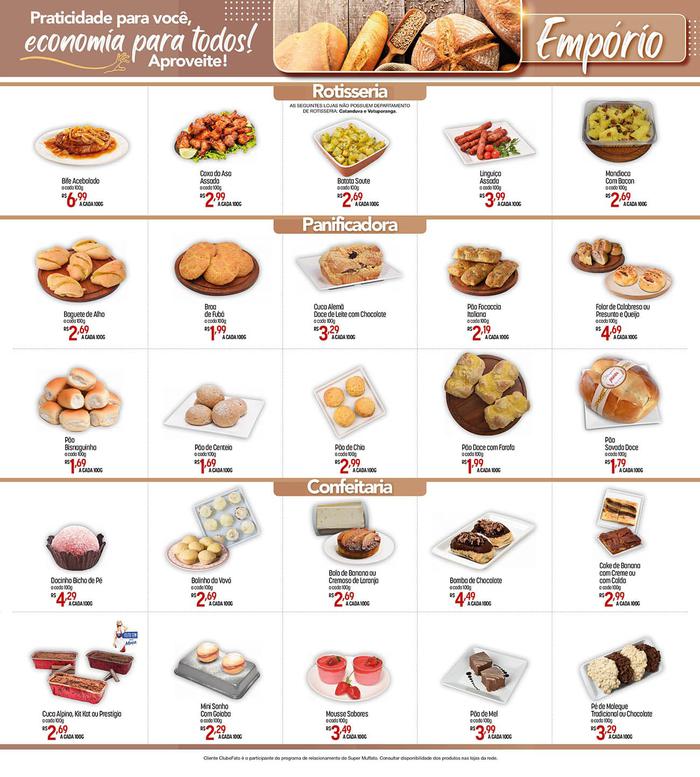 Praticidade para você,
economia para todos!
Aproveite!
Empório
Rotisseria
AS SEGUINTES LOJAS NÃO POSSUEM DEPARTAMENTO
DE ROTISSERIA: Catanduva e Votuporanga.
Bife Acebolado
a cada 100g
R$ 6,99 A CADA 100G
Coxa da Asa
Assada
a cada 100g
R$ 2,99 A CADA 100G
Batata Soute
a cada 100g
R$ 2,69 A CADA 100G
Linguiça
Assada
a cada 100g
R$ 3,99 A CADA 100G
Mandioca
Com Bacon
a cada 100g
R$ 2,69 A CADA 100G
Panificadora
Baguete de Alho
a cada 100g
R$ 2,69 A CADA 100G
Broa
de Fubá
a cada 100g
R$ 1,99 A CADA 100G
Cuca Alemã
Doce de Leite com Chocolate
a cada 100g
R$ 3,29 A CADA 100G
Pão Focaccia
Italiana
a cada 100g
R$ 2,19 A CADA 100G
Folar de Calabresa ou
Presunto e Queijo
a cada 100g
R$ 4,69 A CADA 100G
Pão
Bisnaguinha
a cada 100g
R$ 1,69 A CADA 100G
Pão de Centeio
a cada 100g
R$ 1,69 A CADA 100G
Pão de Chia
a cada 100g
R$ 2,99 A CADA 100G
Pão Doce com Farofa
a cada 100g
R$ 1,99 A CADA 100G
Pão
Sovado Doce
a cada 100g
R$ 1,79 A CADA 100G
Confeitaria
Docinho Bicho de Pé
a cada 100g
R$ 4,29 A CADA 100G
Bolinho da Vovó
a cada 100g
R$ 2,69 A CADA 100G
Bolo de Banana ou
Cremoso de Laranja
a cada 100g
R$ 2,69 A CADA 100G
Bomba de Chocolate
a cada 100g
R$ 4,49 A CADA 100G
Cake de Banana
com Creme ou
com Calda
a cada 100g
R$ 2,99 A CADA 100G
Cuca Alpino, Kit Kat ou Prestígio
a cada 100g
R$ 2,69 A CADA 100G
Mini Sonho
Com Goiaba
a cada 100g
R$ 2,29 A CADA 100G
Mousse Sabores
a cada 100g
R$ 3,49 A CADA 100G
Pão de Mel
a cada 100g
R$ 3,99 A CADA 100G
Pé de Moleque
Tradicional ou Chocolate
a cada 100g
R$ 3,29 A CADA 100G
Cliente ClubeFato é o participante do programa de relacionamento do Super Muffato. Consultar disponibilidade dos produtos nas lojas da rede.